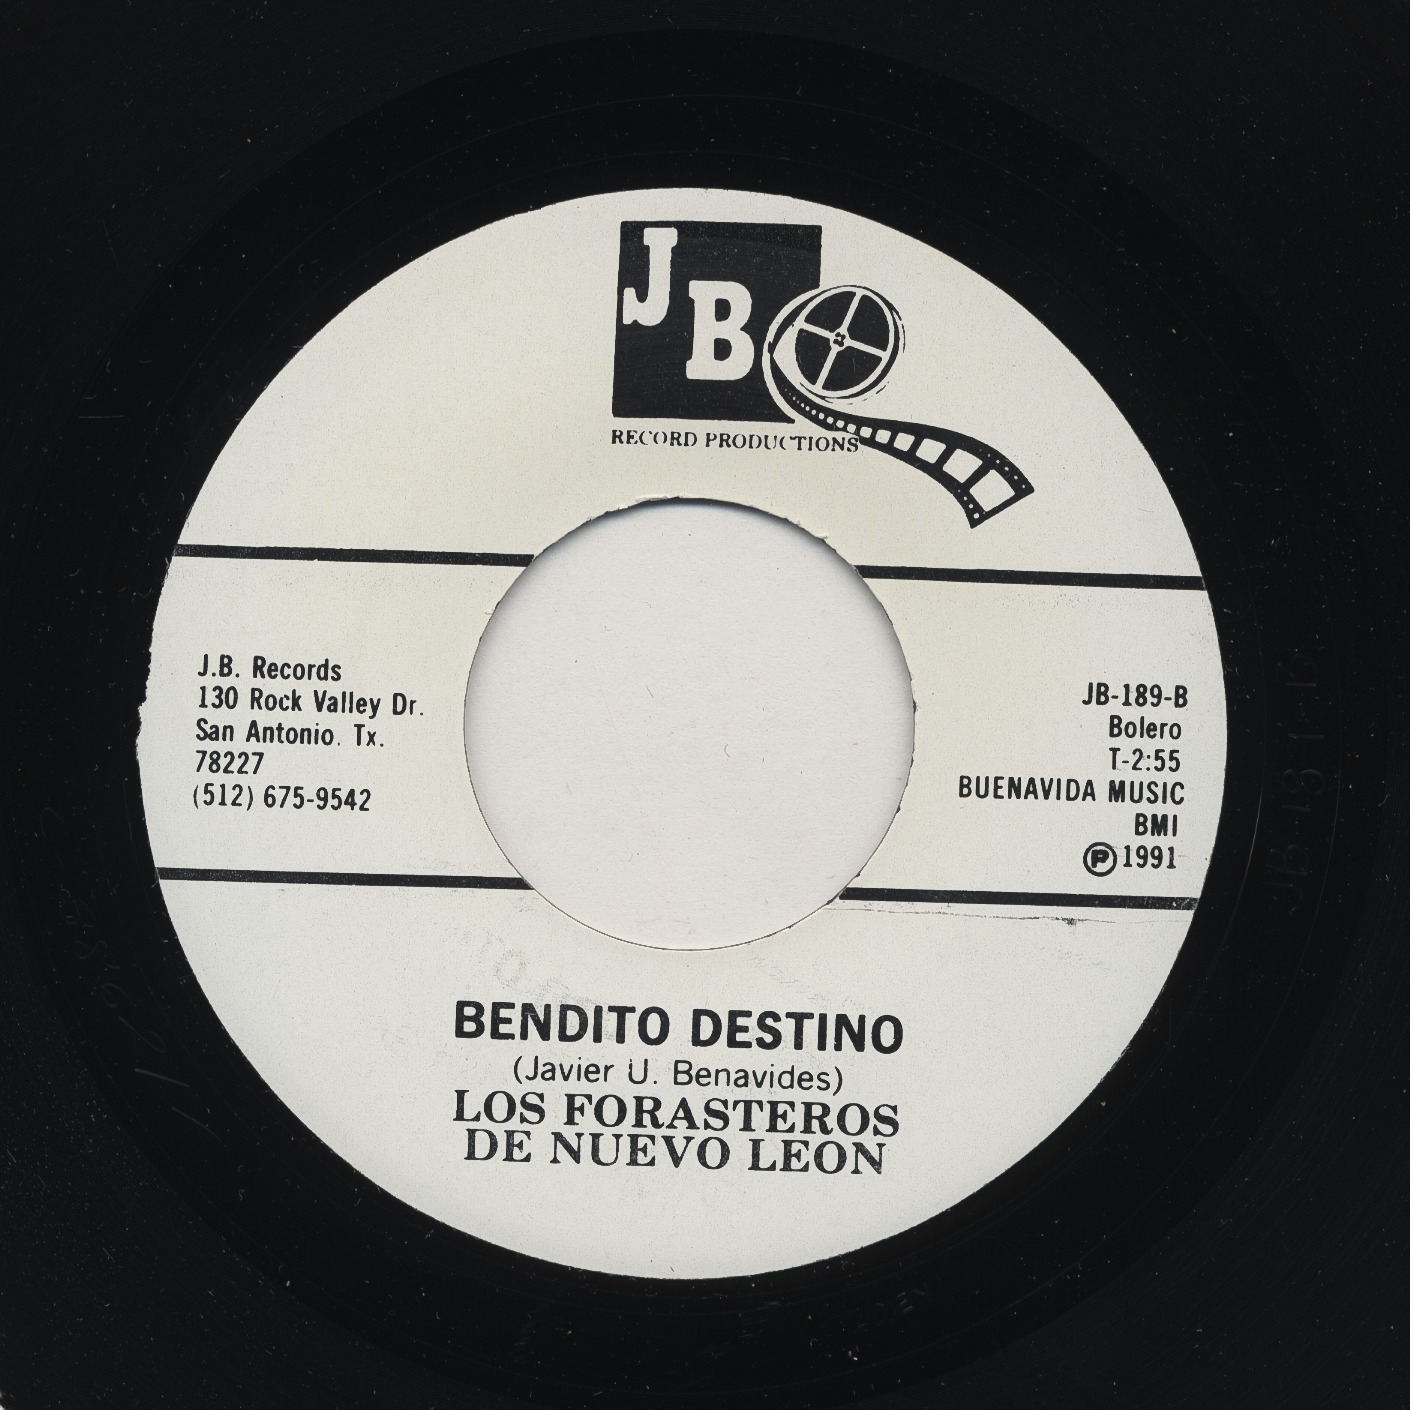 JB
RECORD PRODUCTIONS
J.B. Records
130 Rock Valley Dr.
San Antonio. Tx.
78227
(512) 675-9542
JB-189-B
Bolero
T-2:55
BUENAVIDA MUSIC
BMI
Ⓟ1991
BENDITO DESTINO
(Javier U. Benavides)
LOS FORASTEROS
DE NUEVO LEON